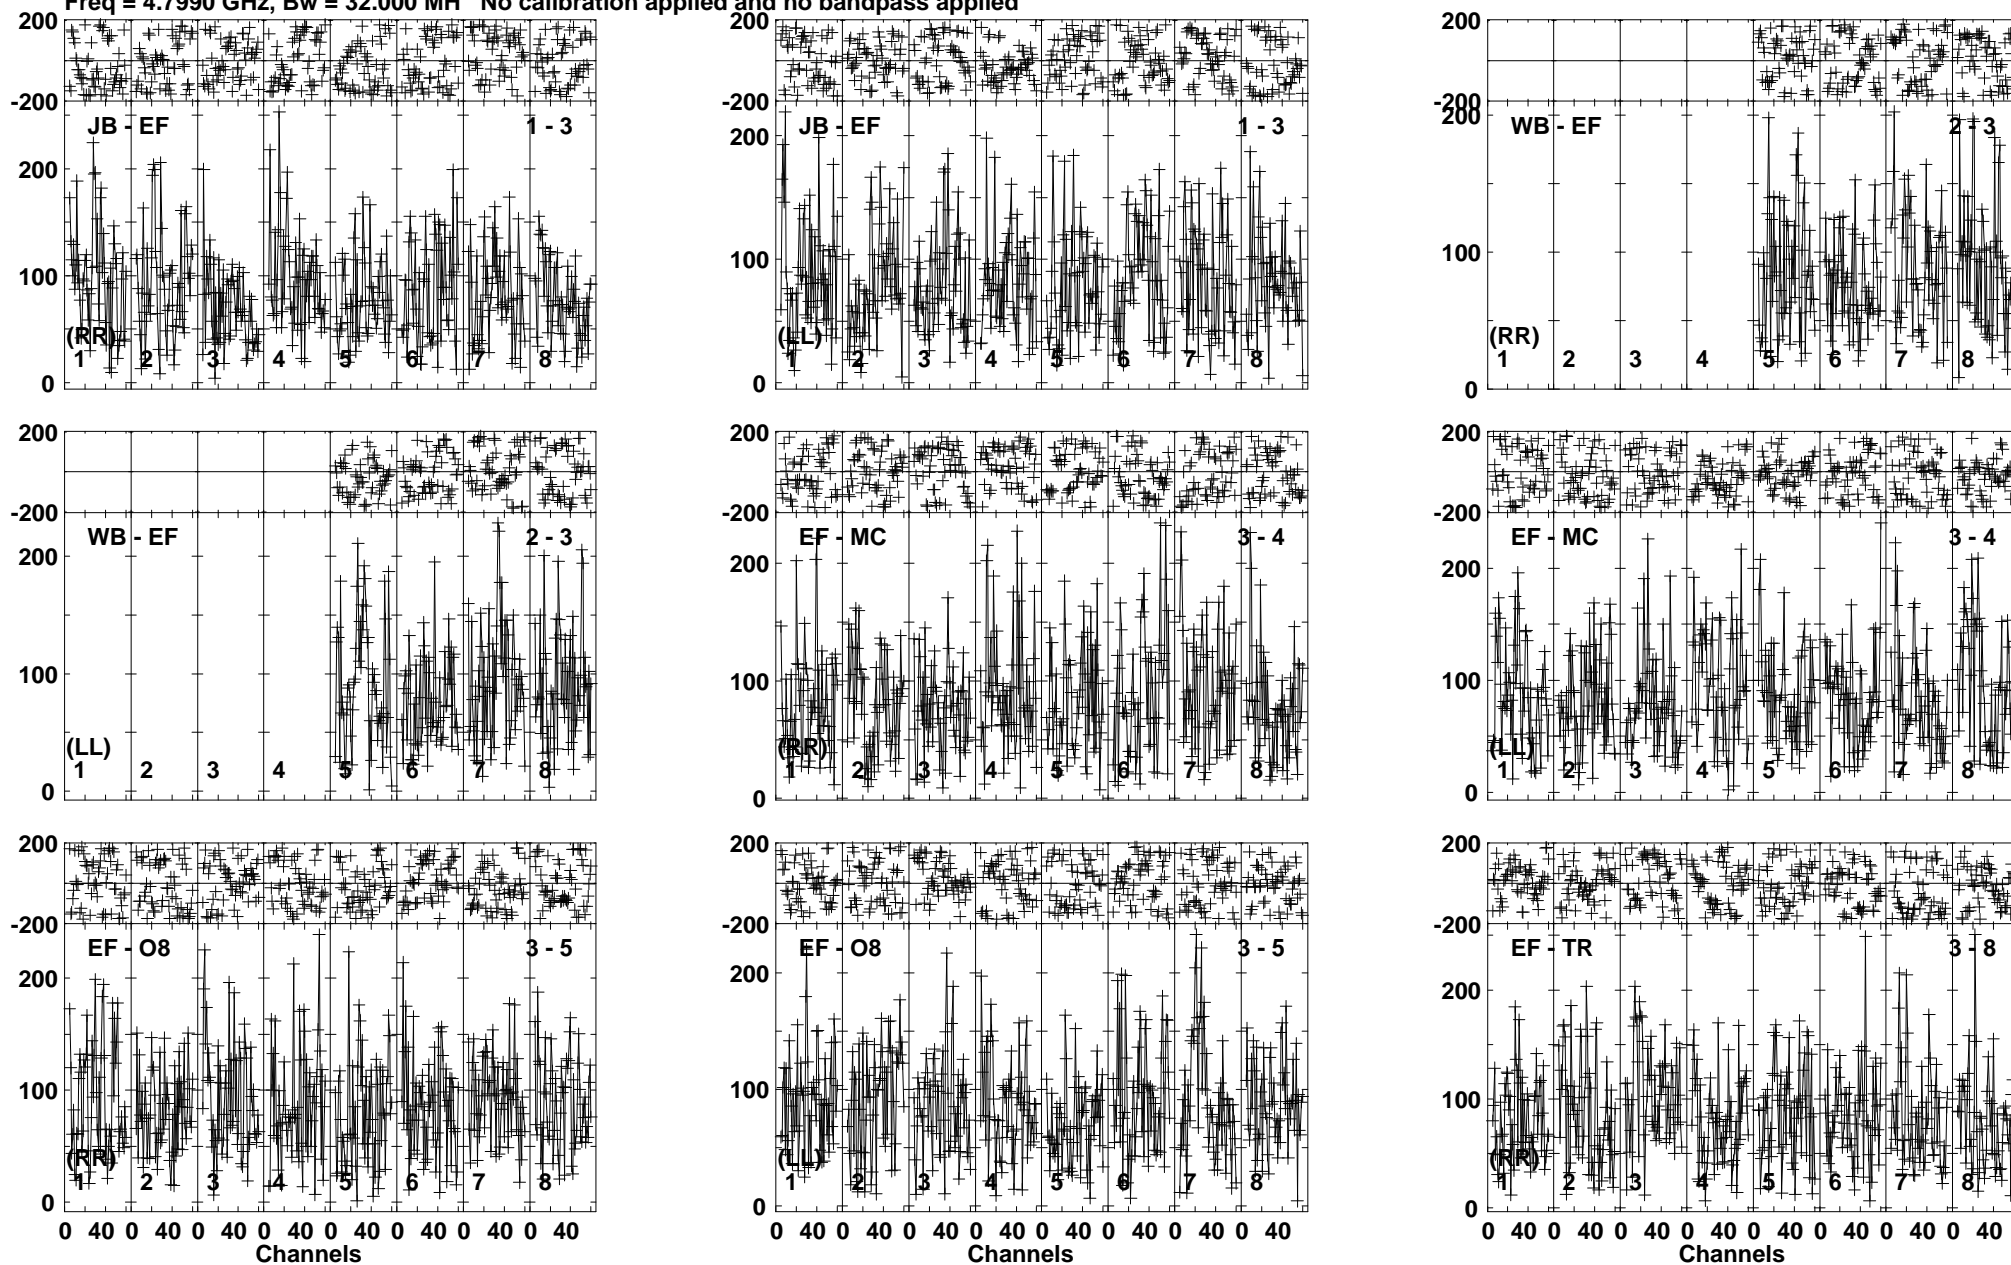 Freq = 4.7990 GHz, Bw = 32.000 MH No calibration applied and no bandpass applied
200 200 200
-200 -200 -200
JB - EF 1 - 3 JB - EF 1 - 3 WB - EF 2 - 3
200 200 200
100 100 100
(RR) (LL) (RR)
1 2 3 4 5 6 7 8 1 2 3 4 5 6 7 8 1 2 3 4 5 6 7 8
0 0 0
200 200 200
-200 -200 -200
WB - EF 2 - 3 EF - MC 3 - 4 EF - MC 3 - 4
200 200 200
100 100 100
(LL) (RR) (LL)
1 2 3 4 5 6 7 8 1 2 3 4 5 6 7 8 1 2 3 4 5 6 7 8
0 0 0
200 200 200
-200 -200 -200
EF - O8 3 - 5 EF - O8 3 - 5 EF - TR 3 - 8
200 200 200
100 100 100
(RR) (LL) (RR)
1 2 3 4 5 6 7 8 1 2 3 4 5 6 7 8 1 2 3 4 5 6 7 8
0 0 0
0 40 0 40 0 40 0 40 0 40 0 40 0 40 0 40 0 40 0 40 0 40 0 40 0 40 0 40 0 40 0 40 0 40 0 40 0 40 0 40 0 40 0 40 0 40 0 40
Channels Channels Channels